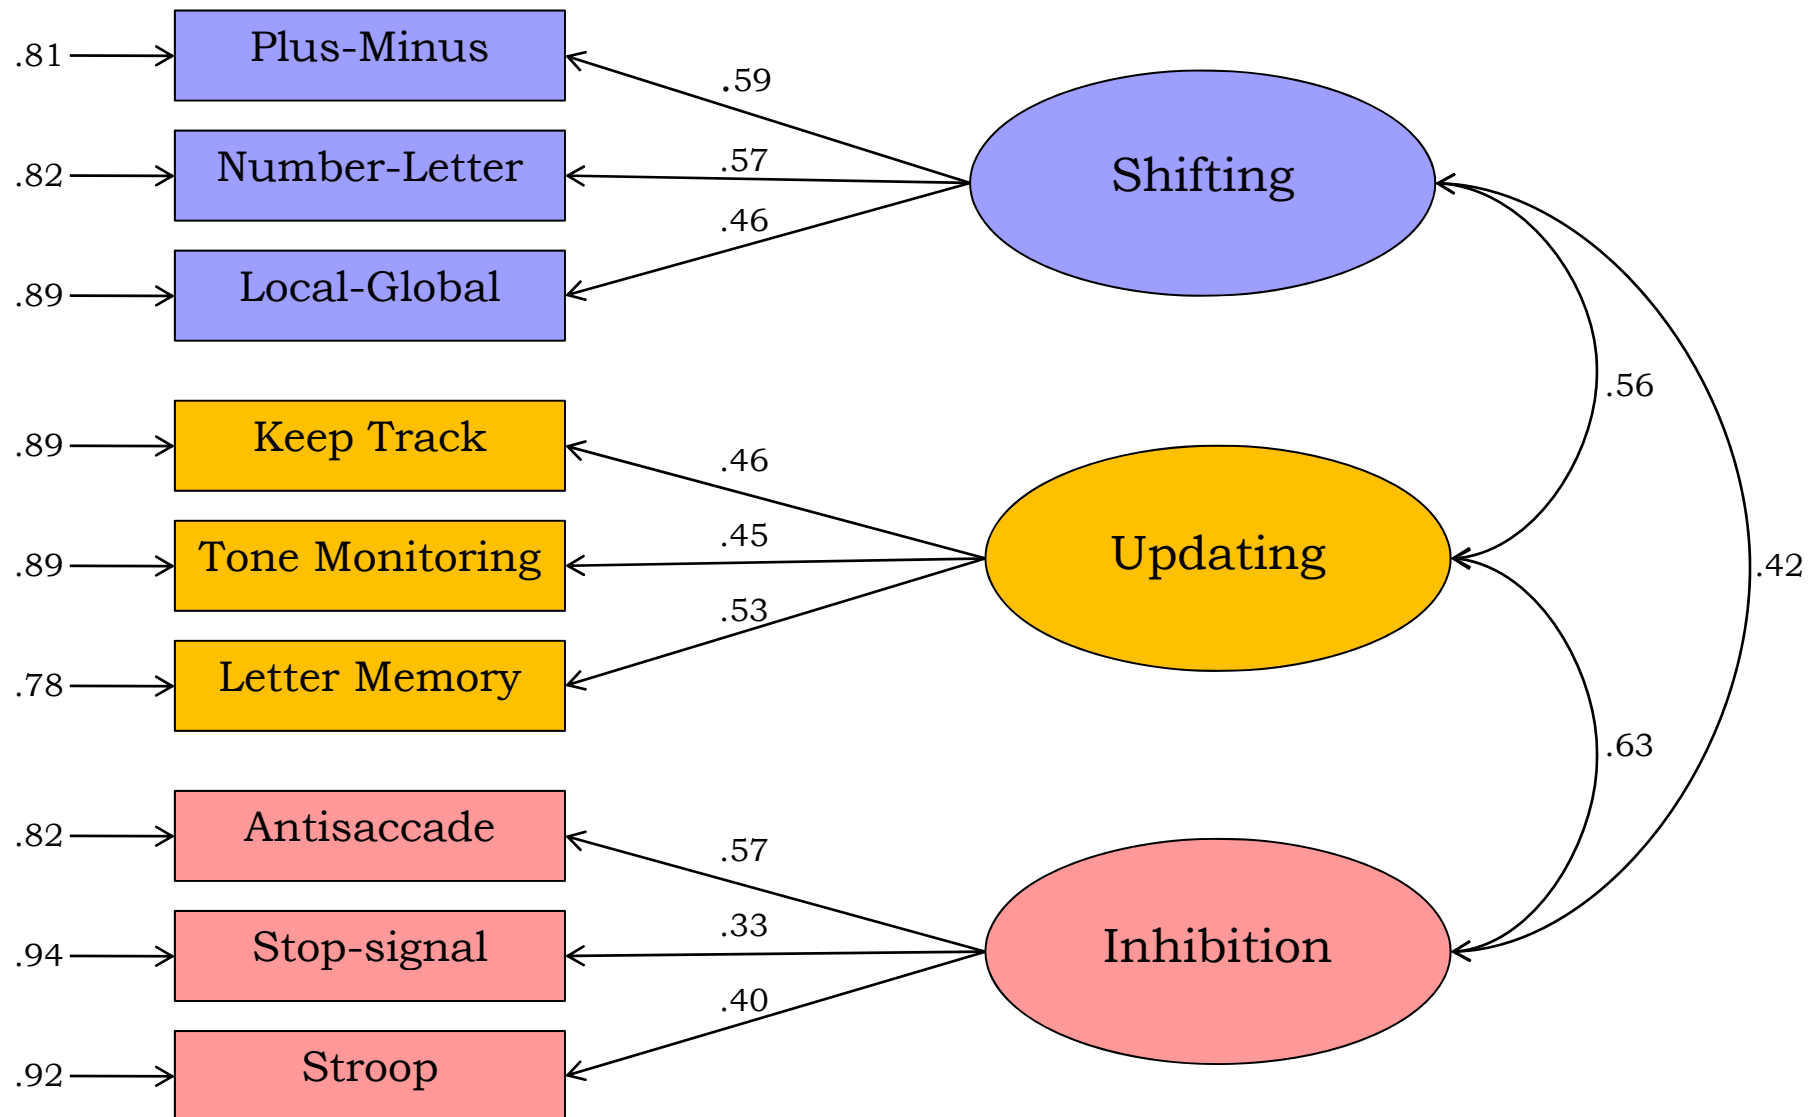 .81
Plus-Minus
.59
.82
Number-Letter
.57
Shifting
.46
.89
Local-Global
.56
.89
Keep Track
.46
.89
Tone Monitoring
.45
Updating
.42
.53
.78
Letter Memory
.63
.82
Antisaccade
.57
.94
Stop-signal
.33
Inhibition
.40
.92
Stroop